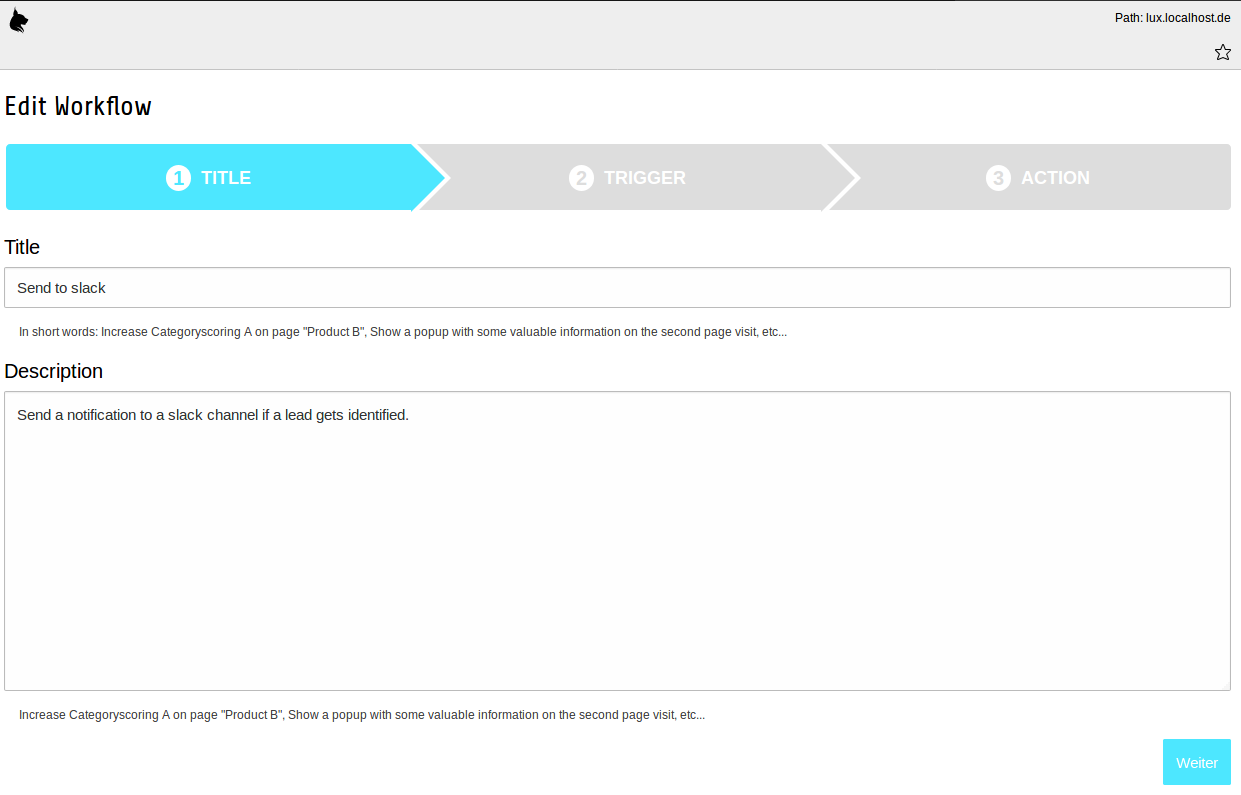 Path: lux.localhost.de
Edit Workflow
1 TITLE
2 TRIGGER
3 ACTION
Title
Send to slack
In short words: Increase Categoryscoring A on page "Product B", Show a popup with some valuable information on the second page visit, etc...
Description
Send a notification to a slack channel if a lead gets identified.
Increase Categoryscoring A on page "Product B", Show a popup with some valuable information on the second page visit, etc...
Weiter